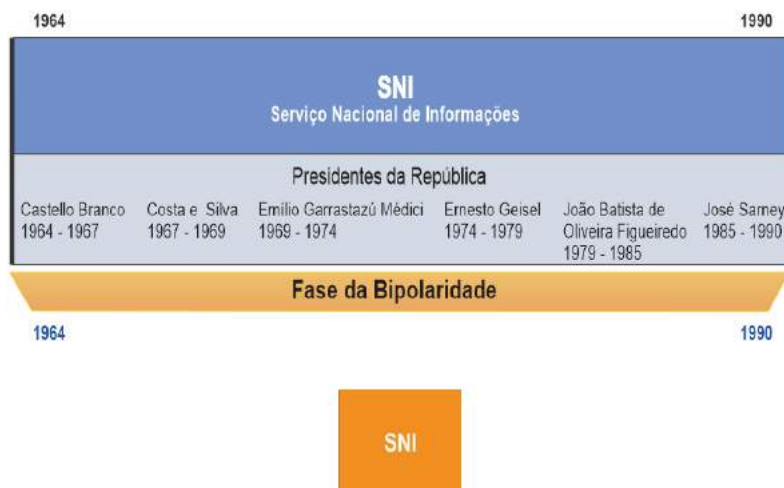 1964 1990
SNI
Serviço Nacional de Informações
Presidentes da República
Castello Branco
1964 - 1967
Costa e Silva
1967 - 1969
Emílio Garrastazú Médici
1969 - 1974
Ernesto Geisel
1974 - 1979
João Batista de
Oliveira Figueiredo
1979 - 1985
José Sarney
1985 - 1990
Fase da Bipolaridade
1964 1990
SNI